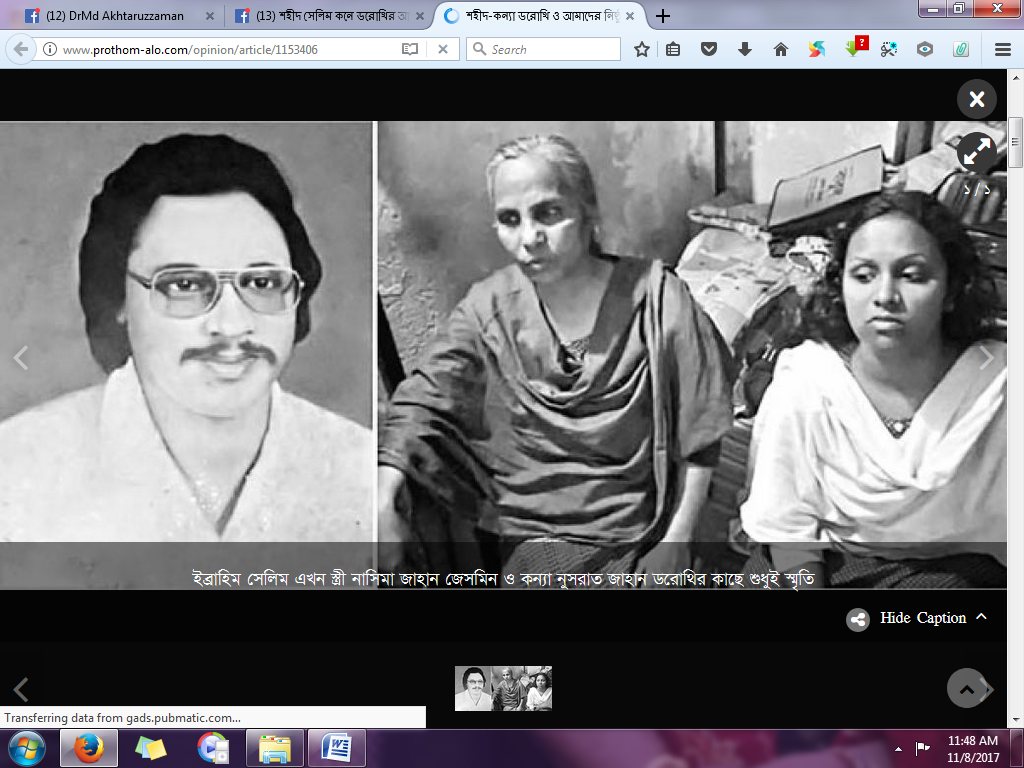 (12) DrMd Akhtaruzzaman
(13) শহীদ সেলিম কনে ডরোথির
শহীদ-কন্যা ডরোথি ও আমাদের
www.prothom-alo.com/opinion/article/1153406
Search
?
১/১
ইব্রাহিম সেলিম এখন স্ত্রী নাসিমা জাহান জেসমিন ও কন্যা নুসরাত জাহান ডরোথির কাছে শুধুই স্মৃতি
Hide Caption
Transferring data from gads.pubmatic.com...
11:48 AM
11/8/2017